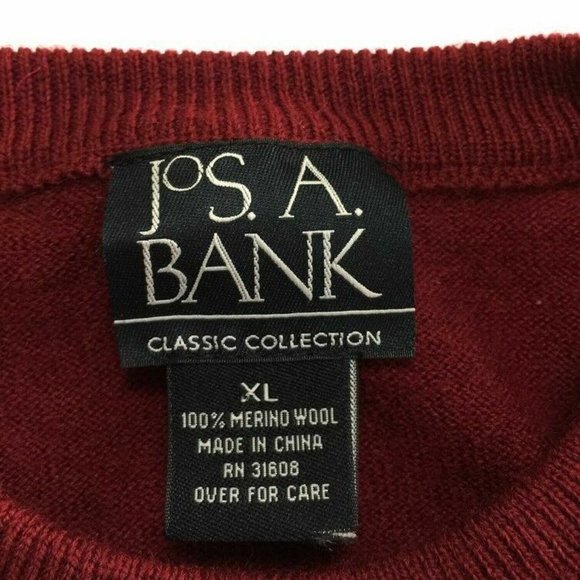 JOS. A.
BANK
CLASSIC COLLECTION
XL
100% MERINO WOOL
MADE IN CHINA
RN 31608
OVER FOR CARE